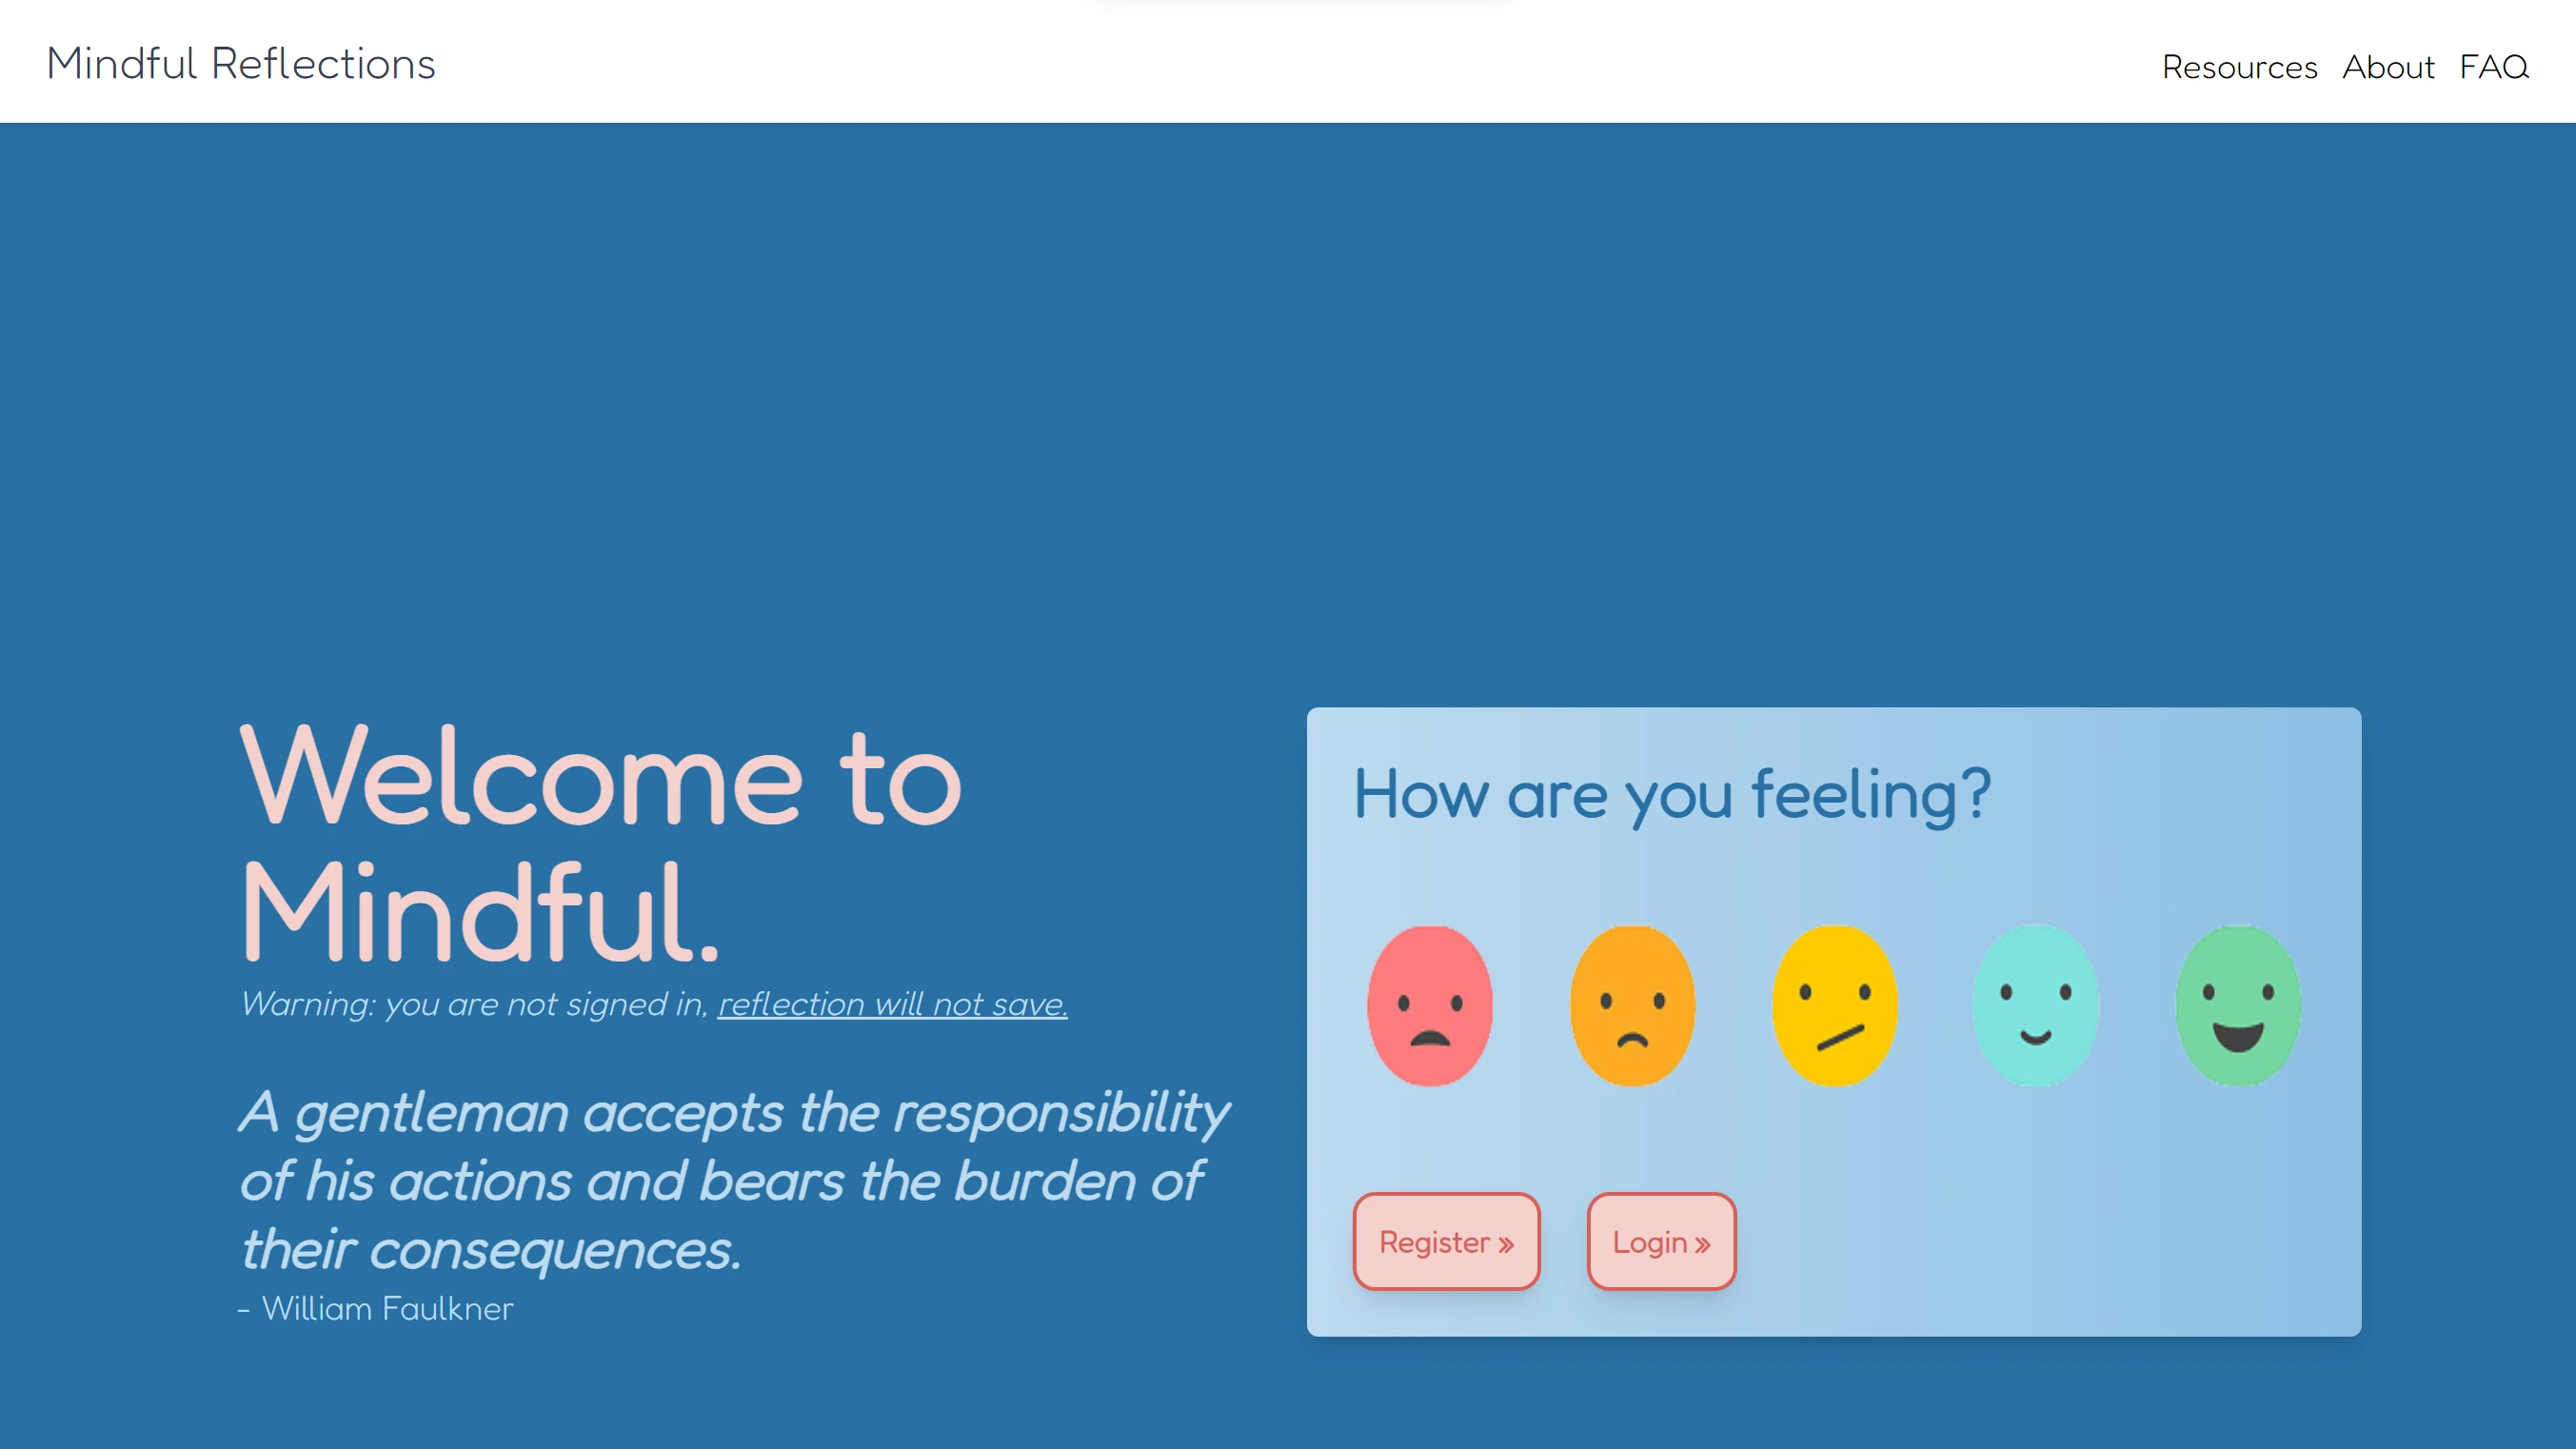 Mindful Reflections
Resources About FAQ
Welcome to
Mindful.
Warning: you are not signed in, reflection will not save.
A gentleman accepts the responsibility
of his actions and bears the burden of
their consequences.
- William Faulkner
How are you feeling?
Register »
Login »